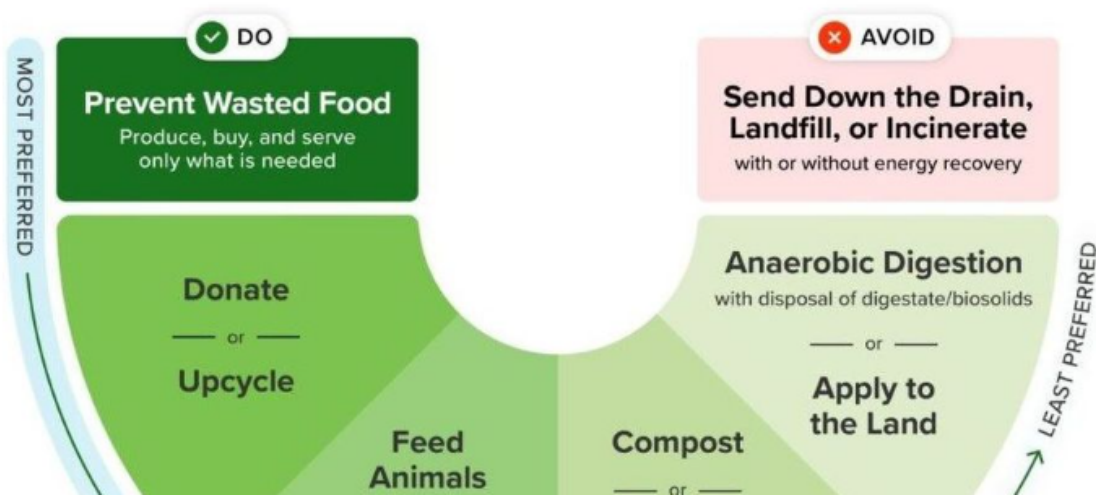 DO
MOST PREFERRED
Prevent Wasted Food
Produce, buy, and serve
only what is needed
Donate
or
Upcycle
Feed
Animals
Compost
or
AVOID
Send Down the Drain,
Landfill, or Incinerate
with or without energy recovery
Anaerobic Digestion
with disposal of digestate/biosolids
or
Apply to
the Land
LEAST PREFERRED